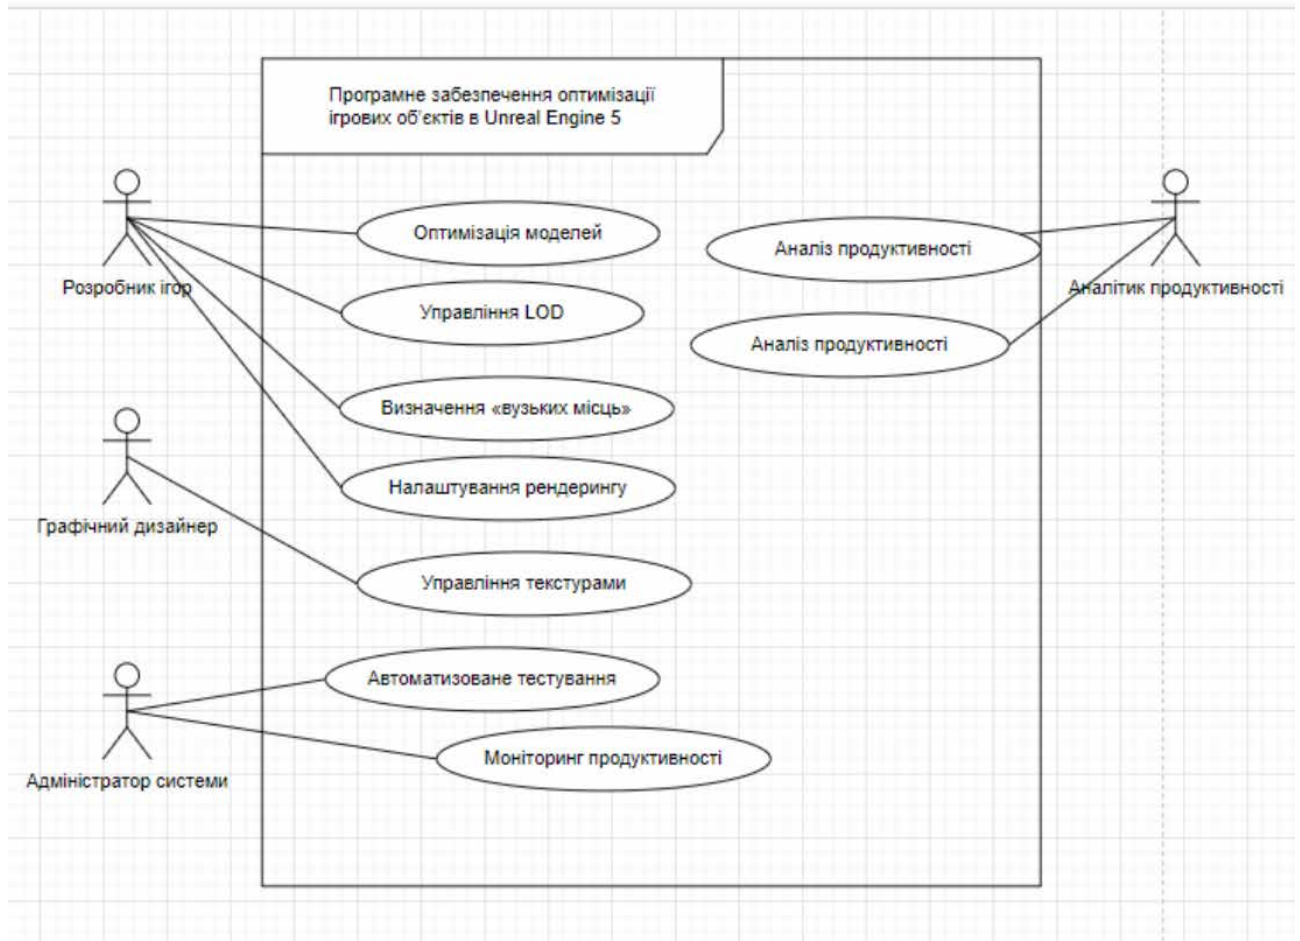 Програмне забезпечення оптимізації
ігрових об'єктів в Unreal Engine 5
Оптимізація моделей
Аналіз продуктивності
Розробник ігор
Аналітик продуктивності
Управління LOD
Аналіз продуктивності
Визначення «вузьких місць»
Налаштування рендерингу
Графічний дизайнер
Управління текстурами
Автоматизоване тестування
Моніторинг продуктивності
Адміністратор системи